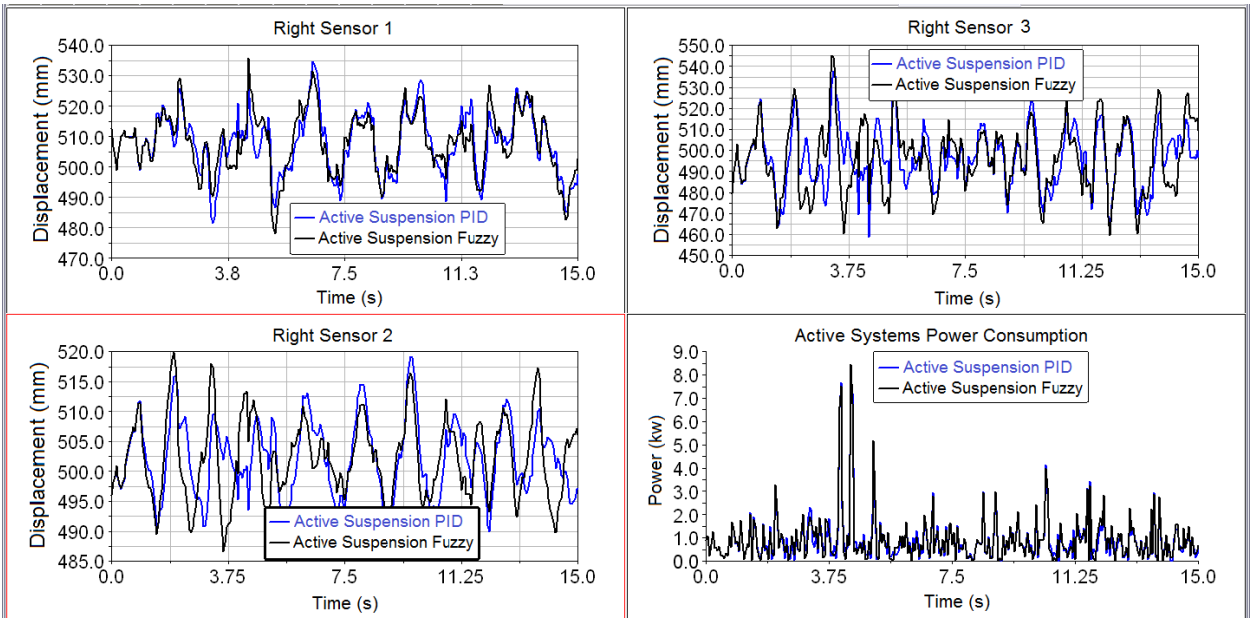 Right Sensor 1
Displacement (mm)
540.0
530.0
520.0
510.0
500.0
490.0
480.0
470.0
Active Suspension PID
Active Suspension Fuzzy
0.0 3.8 7.5 11.3 15.0
Time (s)
Right Sensor 3
Displacement (mm)
550.0
540.0
530.0
520.0
510.0
500.0
490.0
480.0
470.0
460.0
450.0
Active Suspension PID
Active Suspension Fuzzy
0.0 3.75 7.5 11.25 15.0
Time (s)
Right Sensor 2
Displacement (mm)
520.0
515.0
510.0
505.0
500.0
495.0
490.0
485.0
Active Suspension PID
Active Suspension Fuzzy
0.0 3.75 7.5 11.25 15.0
Time (s)
Active Systems Power Consumption
Power (kw)
9.0
8.0
7.0
6.0
5.0
4.0
3.0
2.0
1.0
0.0
Active Suspension PID
Active Suspension Fuzzy
0.0 3.75 7.5 11.25 15.0
Time (s)